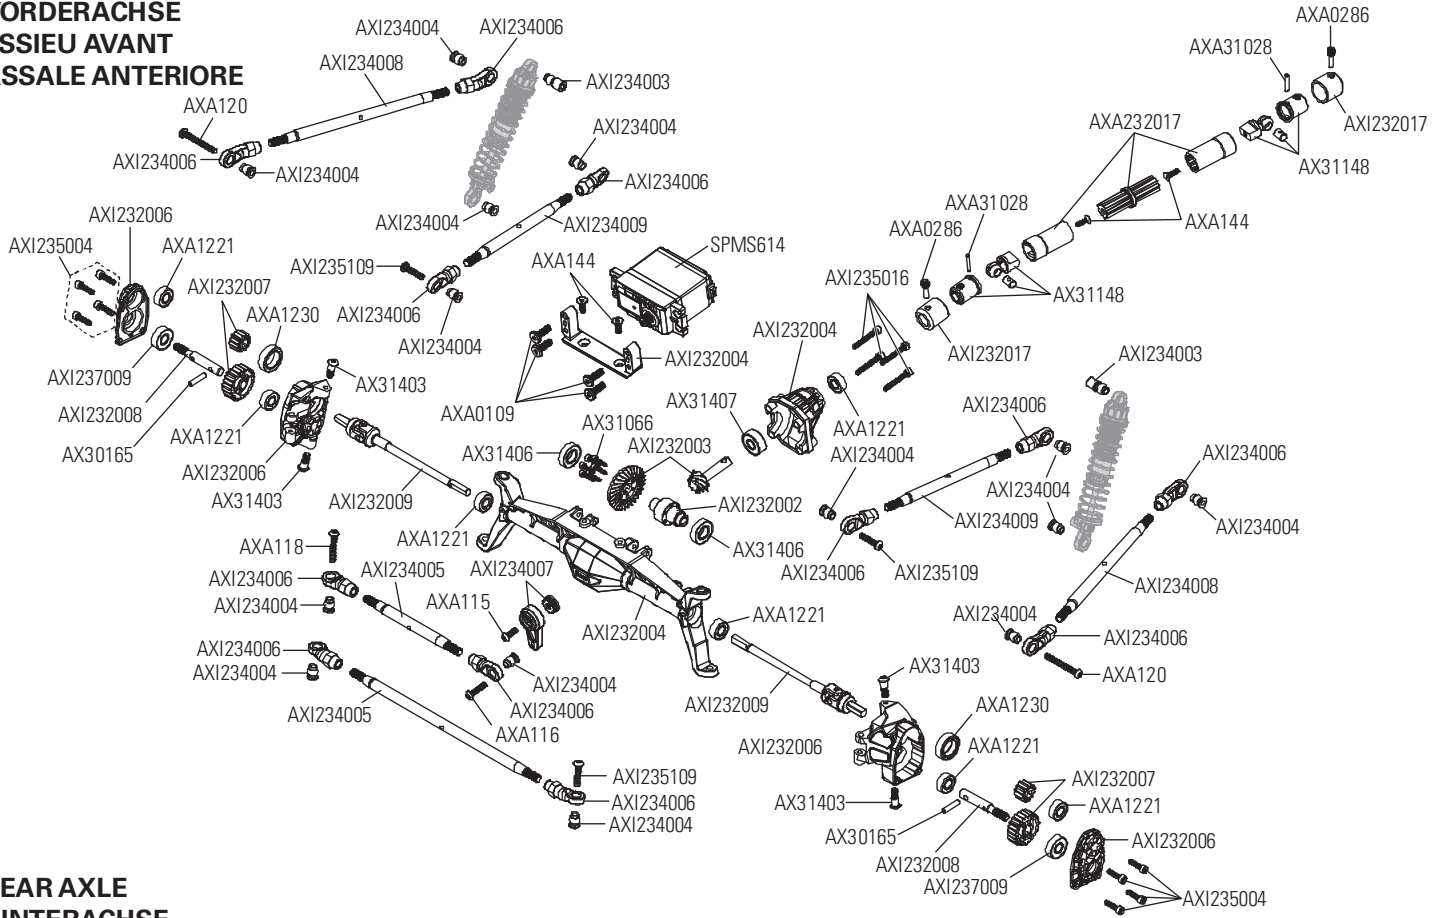 VORDERACHSE
SSIEU AVANT
ASSALE ANTERIORE
AXI234004
AXI234006
AXI234008
AXI234003
AXA120
AXI234004
AXI234006
AXI234004
AXI234006
AXA0286
AXA31028
AXA232017
AXI232017
AX31148
AXA31028
AXA144
AXA0286
AXI232006
AXI234004
AXI234009
AXI235004
AXA1221
SPMS614
AXI235109
AXA144
AXI235016
AX31148
AXI232007
AXA1230
AXI234006
AXI232004
AXI234004
AXI232004
AXI232017
AXI234003
AXI237009
AX31403
AXI232008
AXA0109
AX31407
AXI234006
AXA1221
AX31066
AXA1221
AX30165
AX31406
AXI232003
AXI234004
AXI234006
AXI232006
AX31403
AXI232009
AXI234004
AXI232002
AXI234009
AXI234004
AXA1221
AX31406
AXA118
AXI234005
AXI234007
AXI234006
AXI235109
AXI234006
AXI234008
AXI234004
AXA115
AXI232004
AXA1221
AXI234004
AXI234006
AXI234006
AXI234004
AX31403
AXA120
AXI234004
AXI234005
AXI234006
AXI232009
AXA1230
AXA116
AXI232006
AXA1221
AXI235109
AXI232007
AXI234006
AX31403
AXA1221
AXI234004
AX30165
AXI232006
AXI232008
AXI237009
AXI235004
EAR AXLE
INTERACHSE